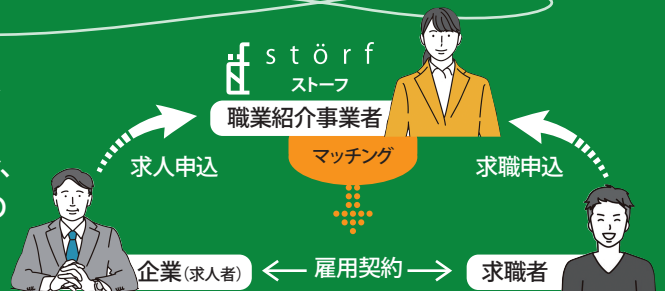 störf
ストーフ
職業紹介事業者
マッチング
求人申込
求職申込
、
の
企業(求人者)
雇用契約
求職者